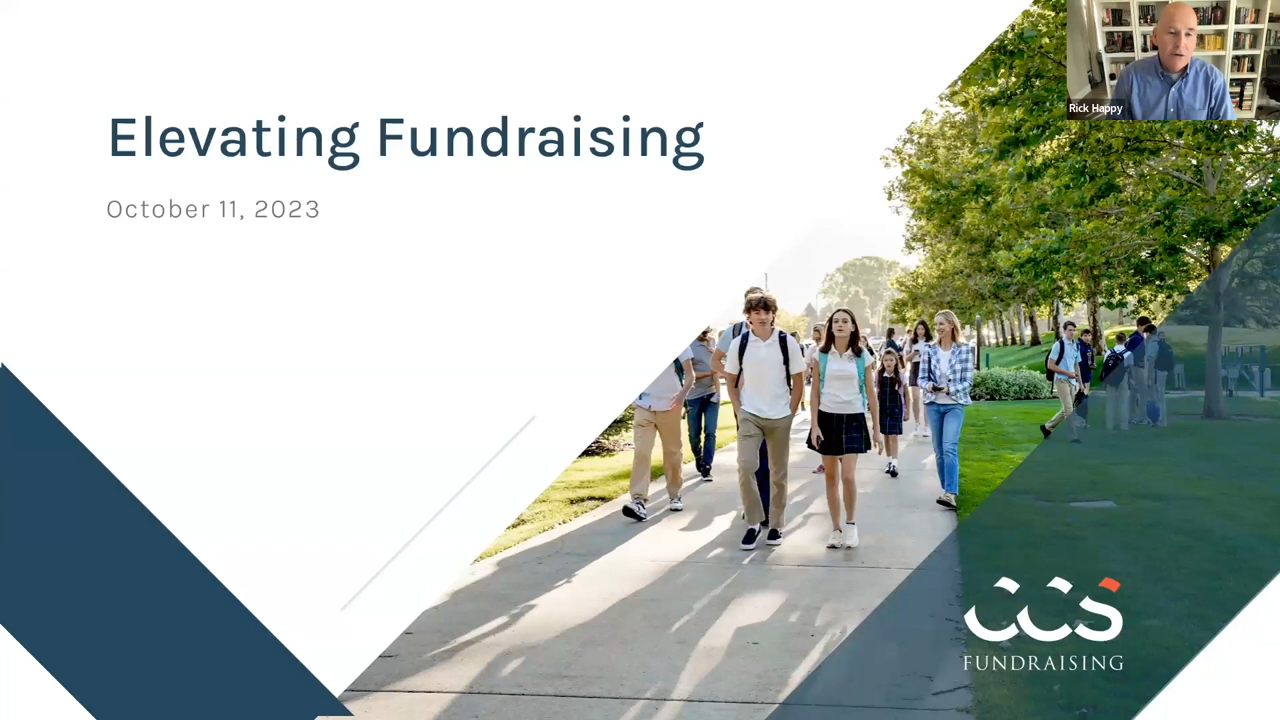 Elevating Fundraising
October 11, 2023
Rick Happy
CCS
FUNDRAISING